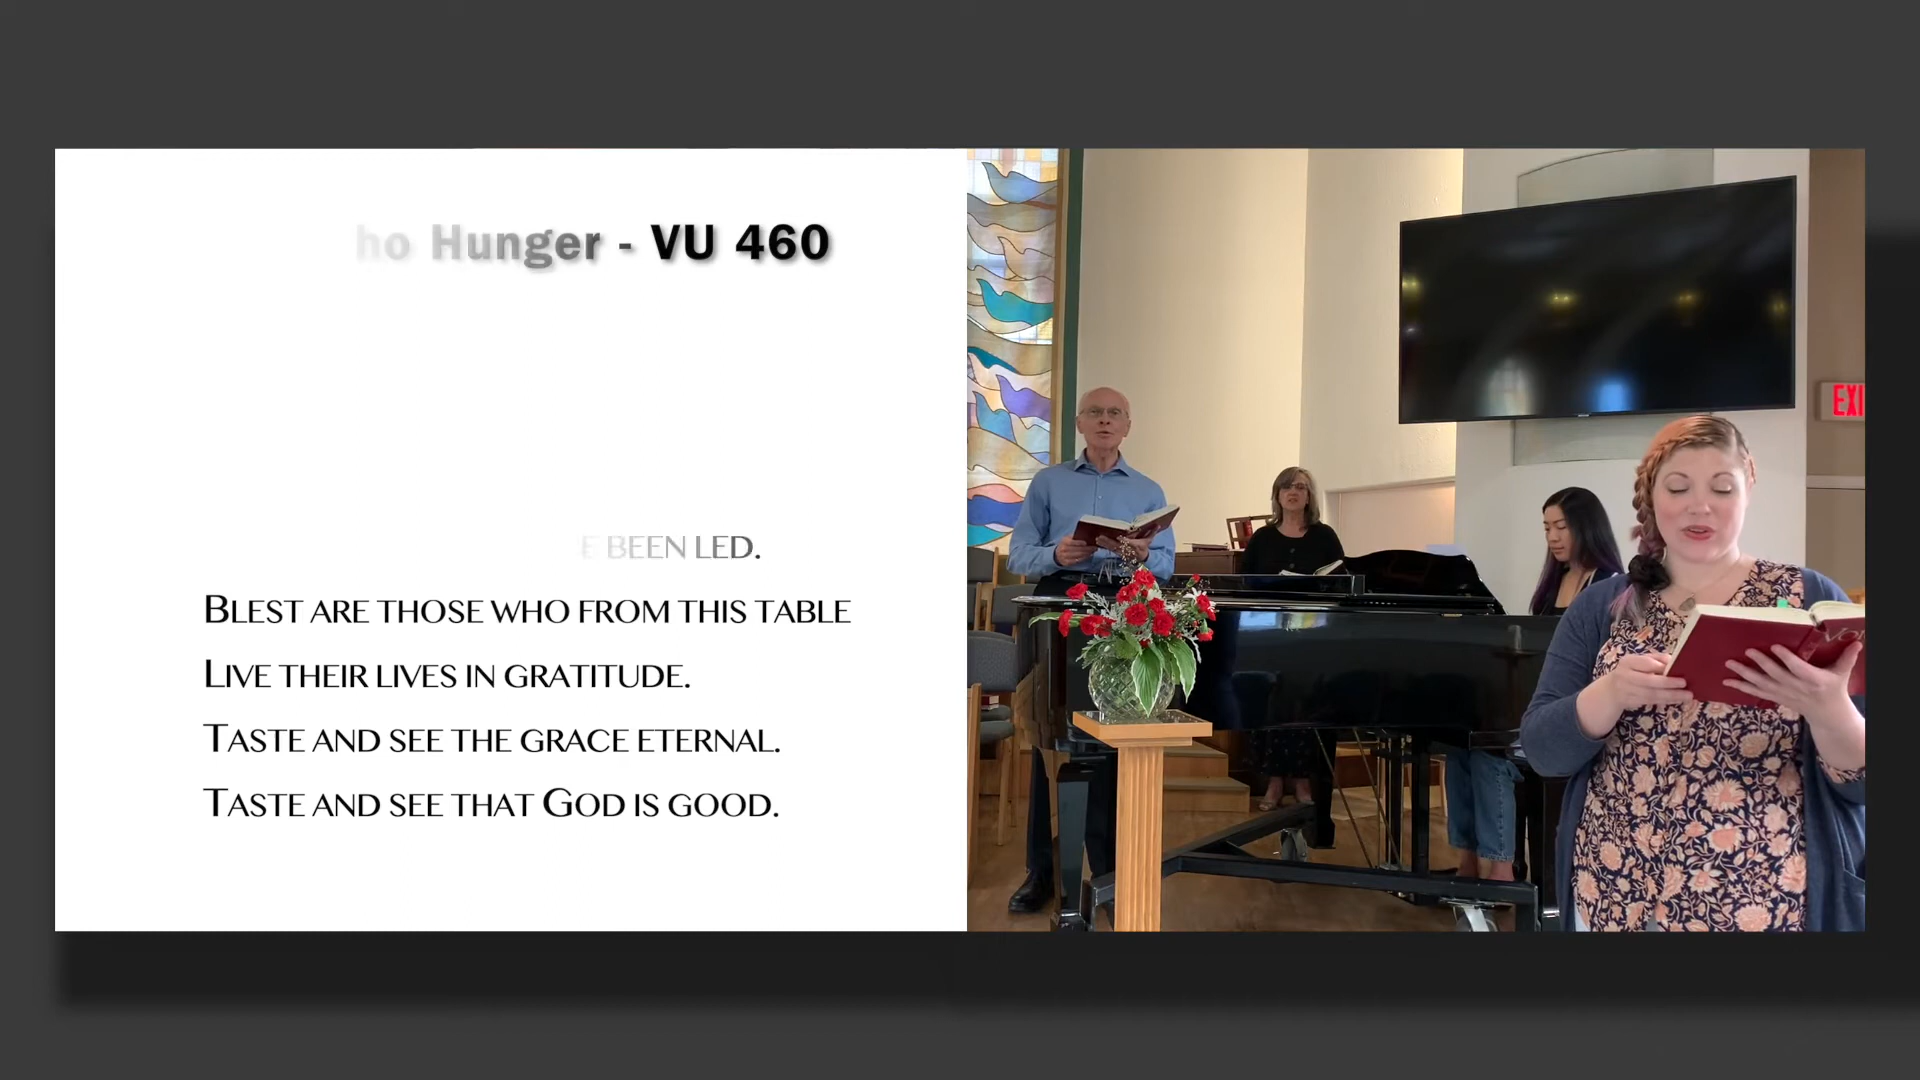 ho Hunger - VU 460
E BEEN LED.
BLEST ARE THOSE WHO FROM THIS TABLE
LIVE THEIR LIVES IN GRATITUDE.
TASTE AND SEE THE GRACE ETERNAL.
TASTE AND SEE THAT GOD IS GOOD.
EXI
VOI